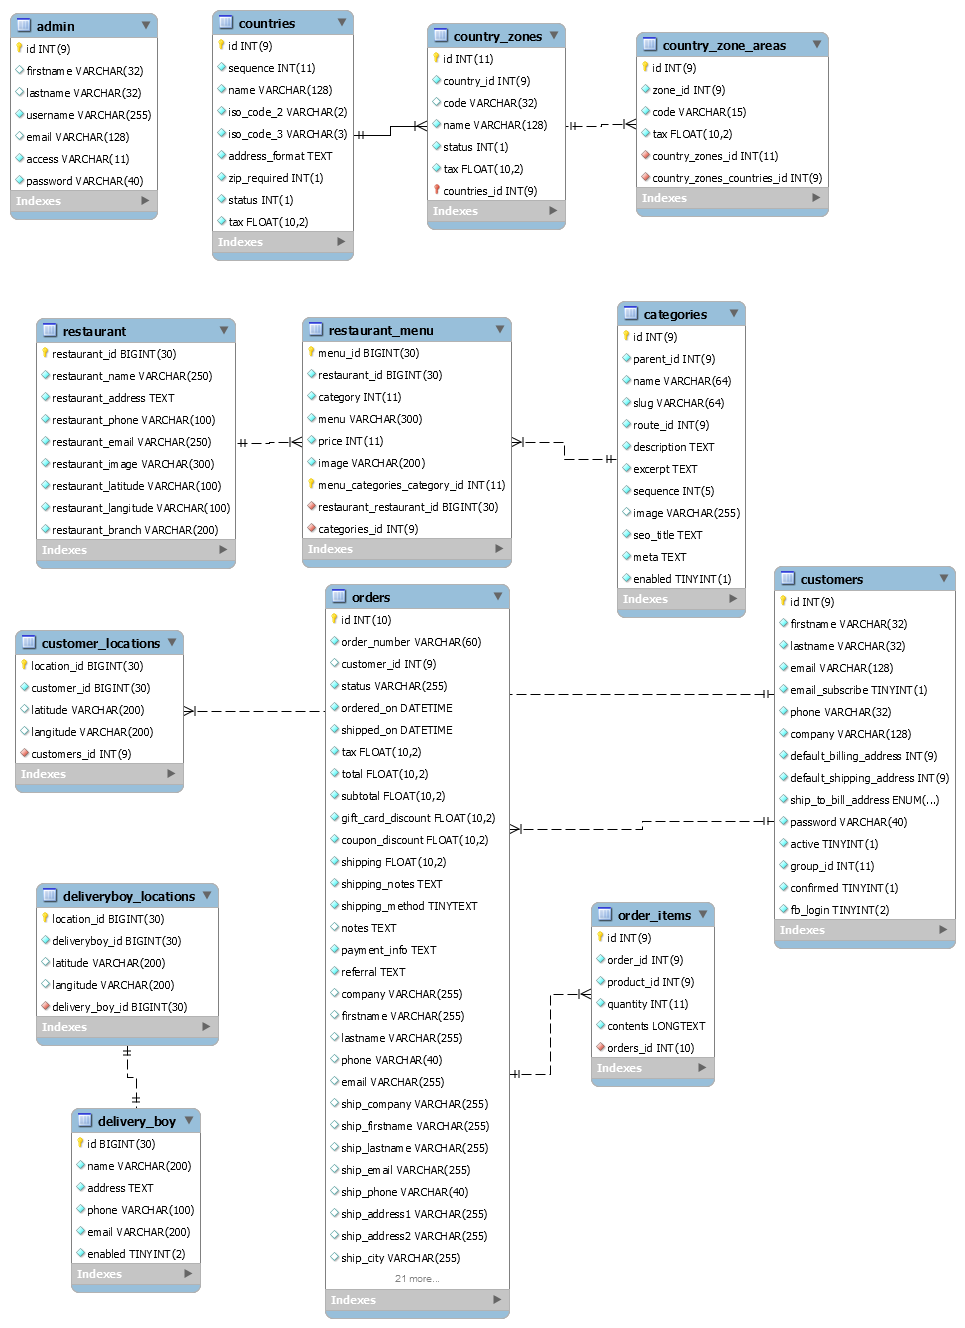 admin
id INT(9)
firstname VARCHAR(32)
lastname VARCHAR(32)
username VARCHAR(255)
email VARCHAR(128)
access VARCHAR(11)
password VARCHAR(40)
Indexes
countries
id INT(9)
sequence INT(11)
name VARCHAR(128)
iso_code_2 VARCHAR(2)
iso_code_3 VARCHAR(3)
address_format TEXT
zip_required INT(1)
status INT(1)
tax FLOAT(10,2)
Indexes
country_zones
id INT(11)
country_id INT(9)
code VARCHAR(32)
name VARCHAR(128)
status INT(1)
tax FLOAT(10,2)
countries_id INT(9)
Indexes
country_zone_areas
id INT(9)
zone_id INT(9)
code VARCHAR(15)
tax FLOAT(10,2)
country_zones_id INT(11)
country_zones_countries_id INT(9)
Indexes
restaurant
restaurant_id BIGINT(30)
restaurant_name VARCHAR(250)
restaurant_address TEXT
restaurant_phone VARCHAR(100)
restaurant_email VARCHAR(250)
restaurant_image VARCHAR(300)
restaurant_latitude VARCHAR(100)
restaurant_langitude VARCHAR(100)
restaurant_branch VARCHAR(200)
Indexes
restaurant_menu
menu_id BIGINT(30)
restaurant_id BIGINT(30)
category INT(11)
menu VARCHAR(300)
price INT(11)
image VARCHAR(200)
menu_categories_category_id INT(11)
restaurant_restaurant_id BIGINT(30)
categories_id INT(9)
Indexes
categories
id INT(9)
parent_id INT(9)
name VARCHAR(64)
slug VARCHAR(64)
route_id INT(9)
description TEXT
excerpt TEXT
sequence INT(5)
image VARCHAR(255)
seo_title TEXT
meta TEXT
enabled TINYINT(1)
Indexes
customers
id INT(9)
firstname VARCHAR(32)
lastname VARCHAR(32)
email VARCHAR(128)
email_subscribe TINYINT(1)
phone VARCHAR(32)
company VARCHAR(128)
default_billing_address INT(9)
default_shipping_address INT(9)
ship_to_bill_address ENUM(...)
password VARCHAR(40)
active TINYINT(1)
group_id INT(11)
confirmed TINYINT(1)
fb_login TINYINT(2)
Indexes
customer_locations
location_id BIGINT(30)
customer_id BIGINT(30)
latitude VARCHAR(200)
langitude VARCHAR(200)
customers_id INT(9)
Indexes
orders
id INT(10)
order_number VARCHAR(60)
customer_id INT(9)
status VARCHAR(255)
ordered_on DATETIME
shipped_on DATETIME
tax FLOAT(10,2)
total FLOAT(10,2)
subtotal FLOAT(10,2)
gift_card_discount FLOAT(10,2)
coupon_discount FLOAT(10,2)
shipping FLOAT(10,2)
shipping_notes TEXT
shipping_method TINYTEXT
notes TEXT
payment_info TEXT
referral TEXT
company VARCHAR(255)
firstname VARCHAR(255)
lastname VARCHAR(255)
phone VARCHAR(40)
email VARCHAR(255)
ship_company VARCHAR(255)
ship_firstname VARCHAR(255)
ship_lastname VARCHAR(255)
ship_email VARCHAR(255)
ship_phone VARCHAR(40)
ship_address1 VARCHAR(255)
ship_address2 VARCHAR(255)
ship_city VARCHAR(255)
21 more...
Indexes
deliveryboy_locations
location_id BIGINT(30)
deliveryboy_id BIGINT(30)
latitude VARCHAR(200)
langitude VARCHAR(200)
delivery_boy_id BIGINT(30)
Indexes
order_items
id INT(9)
order_id INT(9)
product_id INT(9)
quantity INT(11)
contents LONGTEXT
orders_id INT(10)
Indexes
delivery_boy
id BIGINT(30)
name VARCHAR(200)
address TEXT
phone VARCHAR(100)
email VARCHAR(200)
enabled TINYINT(2)
Indexes